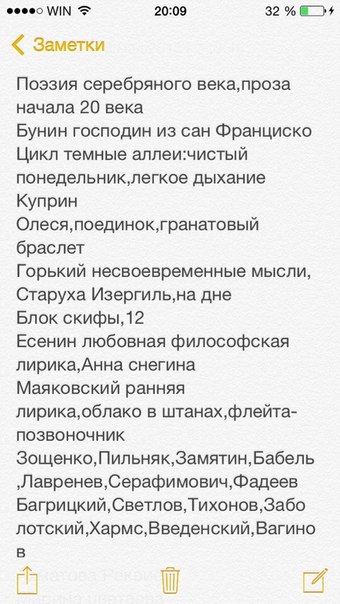 WIN 20:09 32 %
Заметки
Поэзия серебряного века,проза
начала 20 века
Бунин господин из сан Франциско
Цикл темные аллеи:чистый
понедельник,легкое дыхание
Куприн
Олеся,поединок,гранатовый
браслет
Горький несвоевременные мысли,
Старуха Изергиль,на дне
Блок скифы,12
Есенин любовная философская
лирика,Анна снегина
Маяковский ранняя
лирика,облако в штанах,флейта-
позвоночник
Зощенко,Пильняк,Замятин,Бабель
,Лавренев,Серафимович,Фадеев
Багрицкий,Светлов,Тихонов,Забо
лотский,Хармс,Введенский,Вагино
в